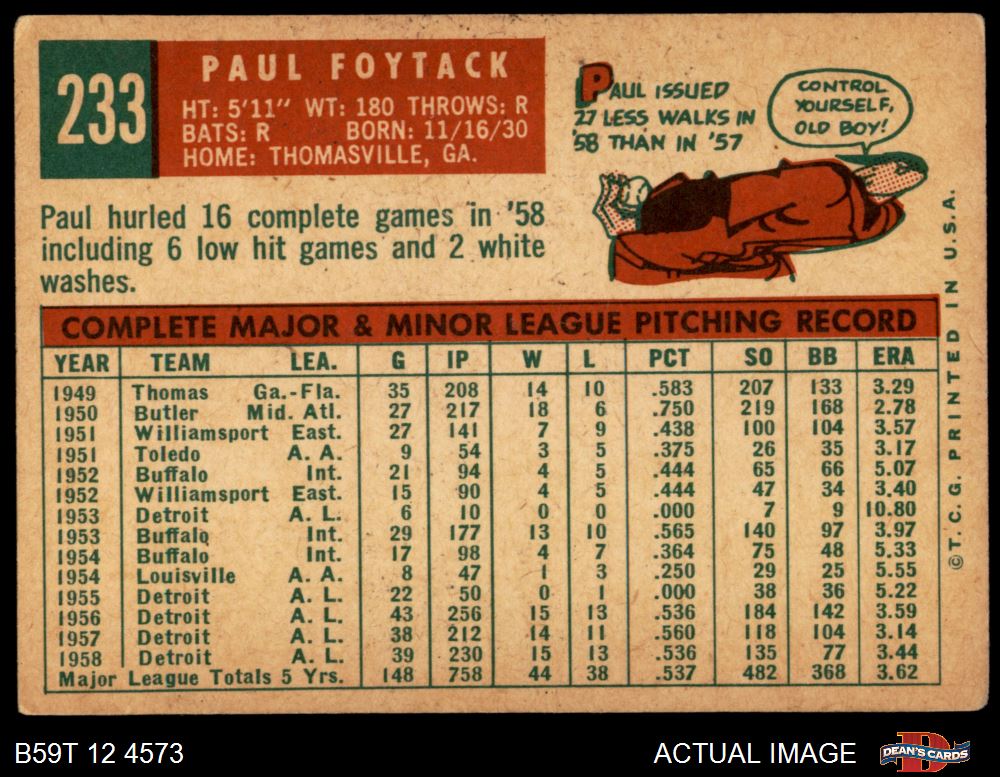 233
PAUL FOYTACK
HT: 5'11" WT: 180 THROWS: R
BATS: R BORN: 11/16/30
HOME: THOMASVILLE, GA.
PAUL ISSUED
27 LESS WALKS IN
'58 THAN IN '57
CONTROL
YOURSELF,
OLD BOY!
Paul hurled 16 complete games in '58
including 6 low hit games and 2 white
washes.
COMPLETE MAJOR & MINOR LEAGUE PITCHING RECORD
YEAR TEAM LEA. G IP W L PCT SO BB ERA
1949 Thomas Ga.-Fla. 35 208 14 10 .583 207 133 3.29
1950 Butler Mid. Atl. 27 217 18 6 .750 219 168 2.78
1951 Williamsport East. 27 141 7 9 .438 100 104 3.57
1951 Toledo A. A. 9 54 3 5 .375 26 35 3.17
1952 Buffalo Int. 21 94 4 5 .444 65 66 5.07
1952 Williamsport East. 15 90 4 5 .444 47 34 3.40
1953 Detroit A. L. 6 10 0 0 .000 7 9 10.80
1953 Buffalo Int. 29 177 13 10 .565 140 97 3.97
1954 Buffalo Int. 17 98 4 7 .364 75 48 5.33
1954 Louisville A. A. 8 47 1 3 .250 29 25 5.55
1955 Detroit A. L. 22 50 0 1 .000 38 36 5.22
1956 Detroit A. L. 43 256 15 13 .536 184 142 3.59
1957 Detroit A. L. 38 212 14 11 .560 118 104 3.14
1958 Detroit A. L. 39 230 15 13 .536 135 77 3.44
Major League Totals 5 Yrs. 148 758 44 38 .537 482 368 3.62
© T. C. G. PRINTED IN U. S. A.
B59T 12 4573
ACTUAL IMAGE
DEAN'S CARDS